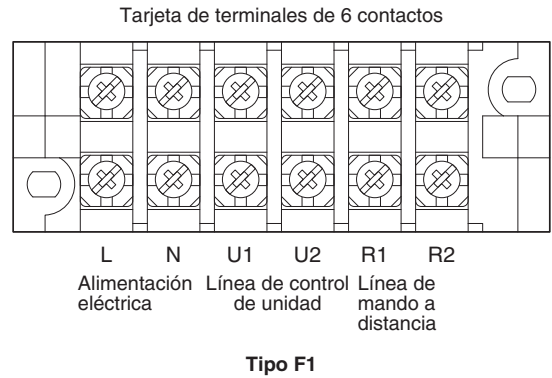 Tarjeta de terminales de 6 contactos
L N U1 U2 R1 R2
Alimentación eléctrica
Línea de control de unidad
Línea de mando a distancia
Tipo F1